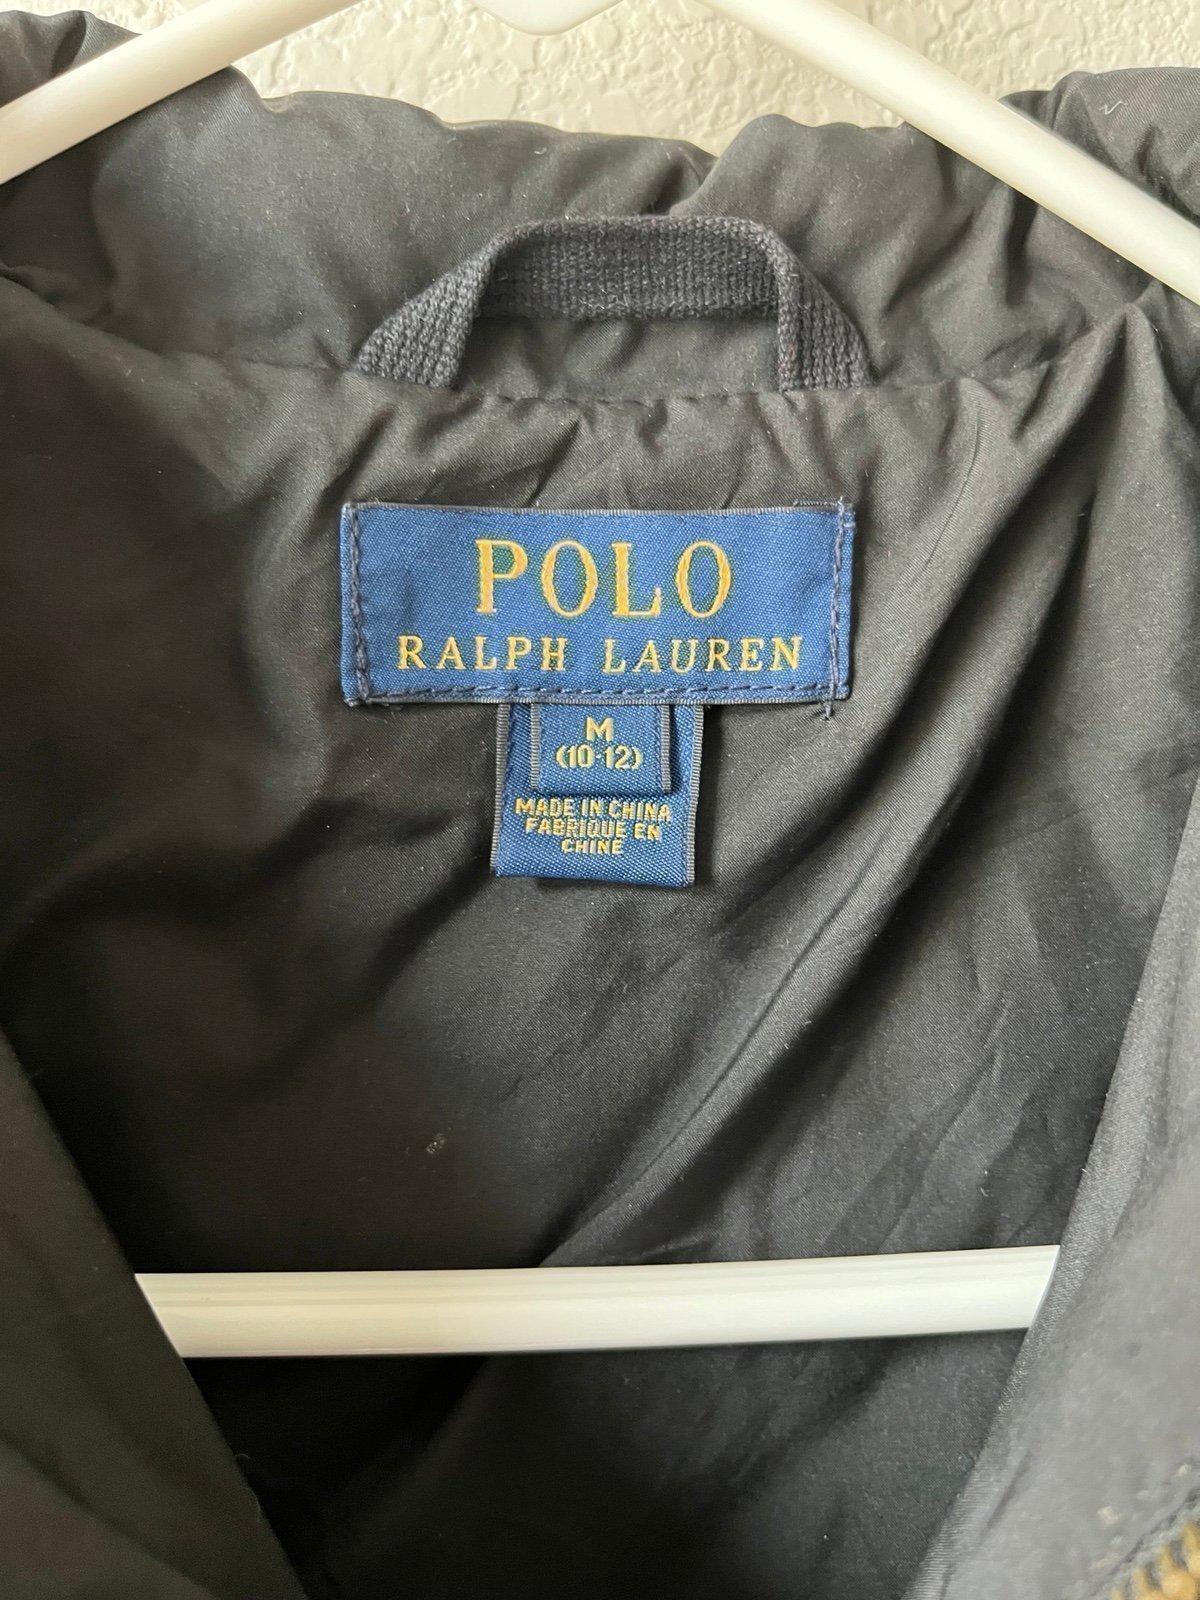 POLO
RALPH LAUREN
M
(10-12)
MADE IN CHINA
FABRIQUE EN
CHINE